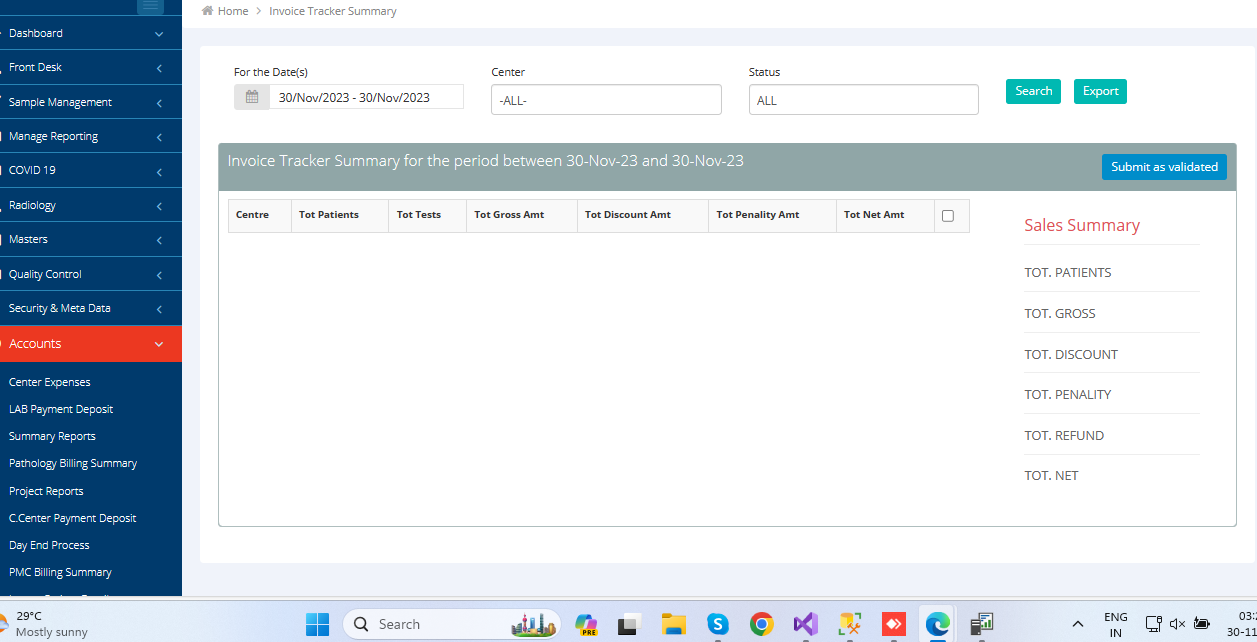 Home > Invoice Tracker Summary
Dashboard
Front Desk
Sample Management
Manage Reporting
COVID 19
Radiology
Masters
Quality Control
Security & Meta Data
Accounts
Center Expenses
LAB Payment Deposit
Summary Reports
Pathology Billing Summary
Project Reports
C.Center Payment Deposit
Day End Process
PMC Billing Summary
For the Date(s) Center Status
30/Nov/2023 - 30/Nov/2023 -ALL- ALL Search Export
Invoice Tracker Summary for the period between 30-Nov-23 and 30-Nov-23 Submit as validated
Centre Tot Patients Tot Tests Tot Gross Amt Tot Discount Amt Tot Penality Amt Tot Net Amt
Sales Summary
TOT. PATIENTS
TOT. GROSS
TOT. DISCOUNT
TOT. PENALITY
TOT. REFUND
TOT. NET
29°C
Mostly sunny
Search
PRE
ENG
IN
03:
30-11